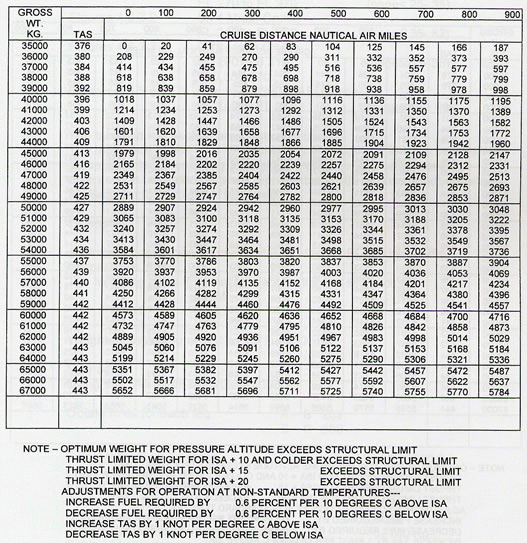 GROSS WT. KG. TAS 0 100 200 300 400 500 600 700 800 900
CRUISE DISTANCE NAUTICAL AIR MILES
35000 376 0 20 41 62 83 104 125 145 166 187
36000 380 208 229 249 270 290 311 332 352 373 393
37000 384 414 434 455 475 495 516 536 557 577 597
38000 388 618 638 658 678 698 718 738 759 779 799
39000 392 819 839 859 879 898 918 938 958 978 998
40000 396 1018 1037 1057 1077 1096 1116 1136 1155 1175 1195
41000 399 1214 1234 1253 1273 1292 1312 1331 1350 1370 1389
42000 403 1409 1428 1447 1466 1486 1505 1524 1543 1563 1582
43000 406 1601 1620 1639 1658 1677 1696 1715 1734 1753 1772
44000 409 1791 1810 1829 1848 1866 1885 1904 1923 1942 1960
45000 413 1979 1998 2016 2035 2054 2072 2091 2109 2128 2147
46000 416 2165 2184 2202 2220 2239 2257 2275 2294 2312 2331
47000 419 2349 2367 2385 2404 2422 2440 2458 2476 2495 2513
48000 422 2531 2549 2567 2585 2603 2621 2639 2657 2675 2693
49000 425 2711 2729 2747 2764 2782 2800 2818 2836 2853 2871
50000 427 2889 2907 2924 2942 2960 2977 2995 3013 3030 3048
51000 429 3065 3083 3100 3118 3135 3153 3170 3188 3205 3222
52000 432 3240 3257 3274 3292 3309 3326 3344 3361 3378 3395
53000 434 3413 3430 3447 3464 3481 3498 3515 3532 3549 3567
54000 436 3584 3601 3617 3634 3651 3668 3685 3702 3719 3736
55000 437 3753 3770 3786 3803 3820 3837 3853 3870 3887 3904
56000 439 3920 3937 3953 3970 3987 4003 4020 4036 4053 4069
57000 440 4086 4102 4119 4135 4152 4168 4184 4201 4217 4234
58000 441 4250 4266 4282 4299 4315 4331 4347 4364 4380 4396
59000 442 4412 4428 4444 4460 4476 4492 4509 4525 4541 4557
60000 442 4573 4589 4605 4620 4636 4652 4668 4684 4700 4716
61000 442 4732 4747 4763 4779 4795 4810 4826 4842 4858 4873
62000 443 4889 4905 4920 4936 4951 4967 4983 4998 5014 5029
63000 443 5045 5060 5076 5091 5106 5122 5137 5153 5168 5184
64000 443 5199 5214 5229 5245 5260 5275 5290 5306 5321 5336
65000 443 5351 5367 5382 5397 5412 5427 5442 5457 5472 5487
66000 443 5502 5517 5532 5547 5562 5577 5592 5607 5622 5637
67000 443 5652 5666 5681 5696 5711 5725 5740 5755 5770 5784
NOTE – OPTIMUM WEIGHT FOR PRESSURE ALTITUDE EXCEEDS STRUCTURAL LIMIT
THRUST LIMITED WEIGHT FOR ISA + 10 AND COLDER EXCEEDS STRUCTURAL LIMIT
THRUST LIMITED WEIGHT FOR ISA + 15 EXCEEDS STRUCTURAL LIMIT
THRUST LIMITED WEIGHT FOR ISA + 20 EXCEEDS STRUCTURAL LIMIT
ADJUSTMENTS FOR OPERATION AT NON-STANDARD TEMPERATURES---
INCREASE FUEL REQUIRED BY 0.6 PERCENT PER 10 DEGREES C ABOVE ISA
DECREASE FUEL REQUIRED BY 0.6 PERCENT PER 10 DEGREES C BELOW ISA
INCREASE TAS BY 1 KNOT PER DEGREE C ABOVE ISA
DECREASE TAS BY 1 KNOT PER DEGREE C BELOW ISA